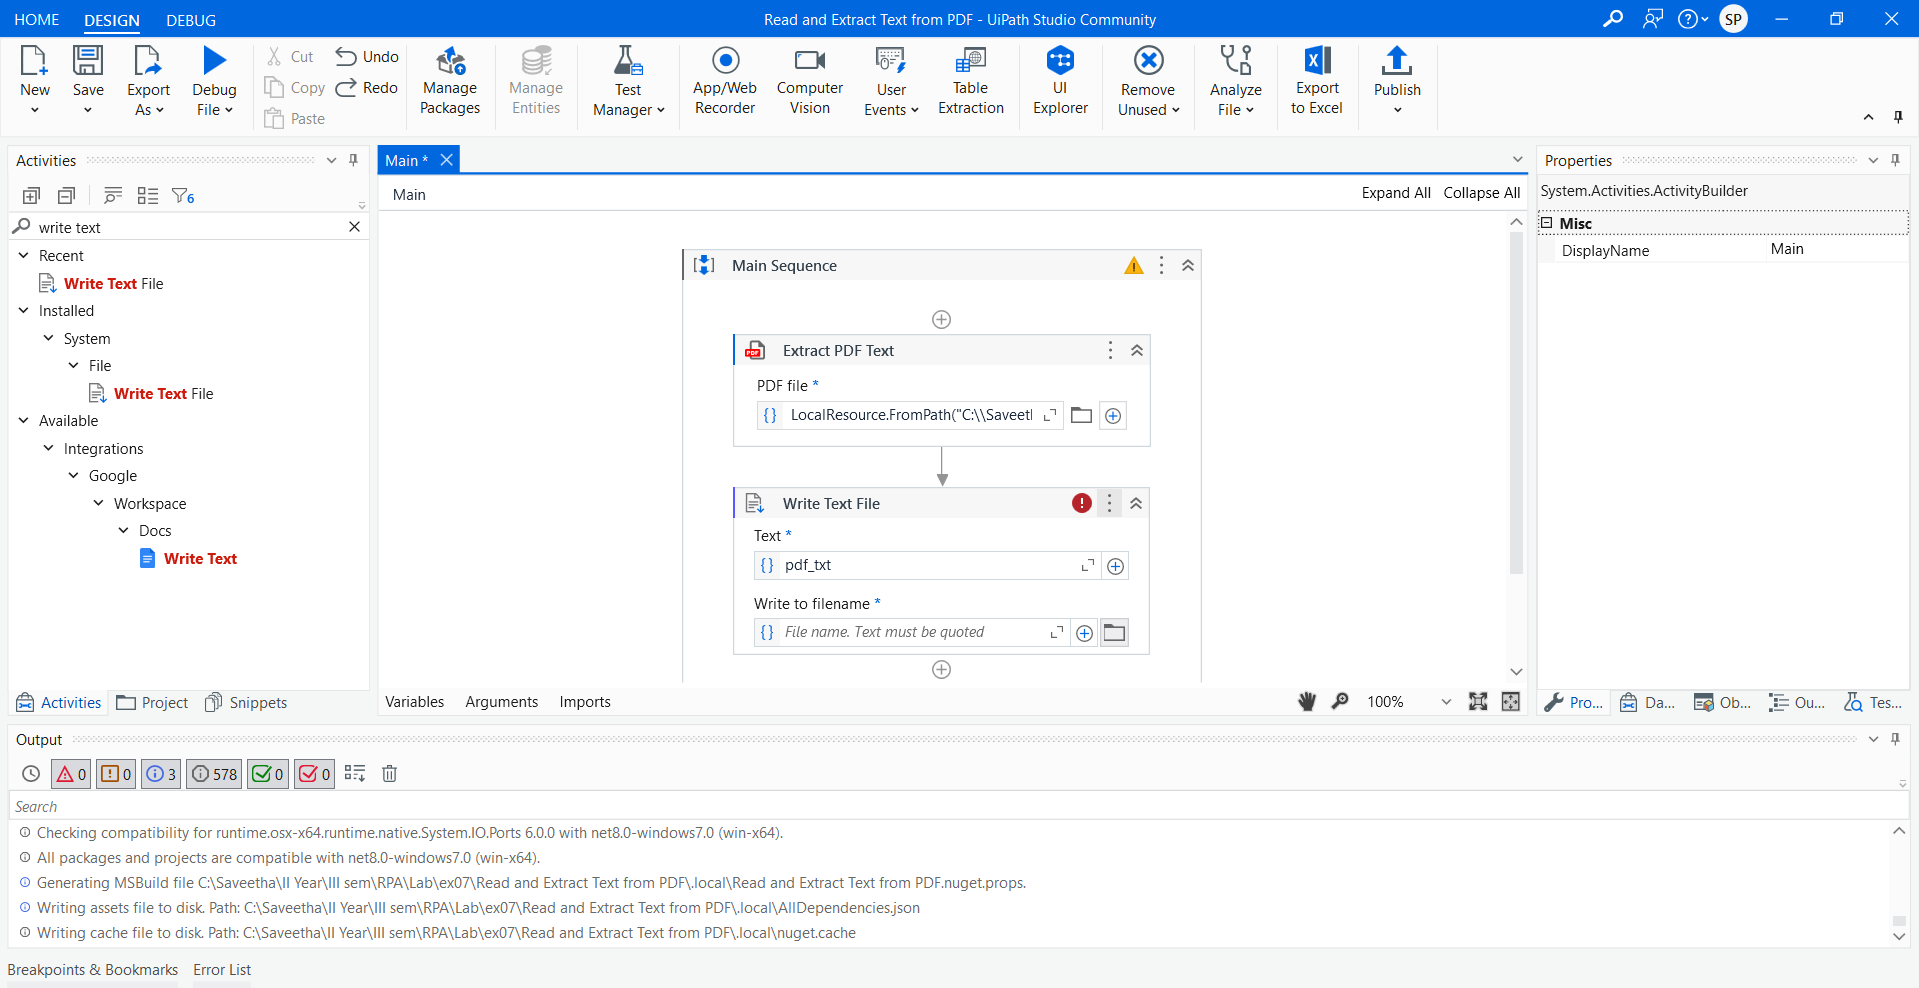 HOME DESIGN DEBUG
Read and Extract Text from PDF - UiPath Studio Community
SP
New
Save
Export As
Debug File
Cut
Copy
Paste
Undo
Redo
Manage Packages
Manage Entities
Test Manager
App/Web Recorder
Computer Vision
User Events
Table Extraction
UI Explorer
Remove Unused
Analyze File
Export to Excel
Publish
Activities
6
write text
Recent
Write Text File
Installed
System
File
Write Text File
Available
Integrations
Google
Workspace
Docs
Write Text
Activities Project Snippets
Main *
Main
Expand All Collapse All
Main Sequence
Extract PDF Text
PDF
PDF file *
{} LocalResource.FromPath("C:\\Saveet
Write Text File
Text *
{} pdf_txt
Write to filename *
{} File name. Text must be quoted
Variables Arguments Imports
100%
Properties
System.Activities.ActivityBuilder
Misc
DisplayName Main
Pro... Da... Ob... Ou... Tes...
Output
0 0 3 578 0 0
Search
Checking compatibility for runtime.osx-x64.runtime.native.System.IO.Ports 6.0.0 with net8.0-windows7.0 (win-x64).
All packages and projects are compatible with net8.0-windows7.0 (win-x64).
Generating MSBuild file C:\Saveetha\II Year\III sem\RPA\Lab\ex07\Read and Extract Text from PDF\.local\Read and Extract Text from PDF.nuget.props.
Writing assets file to disk. Path: C:\Saveetha\II Year\III sem\RPA\Lab\ex07\Read and Extract Text from PDF\.local\AllDependencies.json
Writing cache file to disk. Path: C:\Saveetha\II Year\III sem\RPA\Lab\ex07\Read and Extract Text from PDF\.local\nuget.cache
Breakpoints & Bookmarks Error List